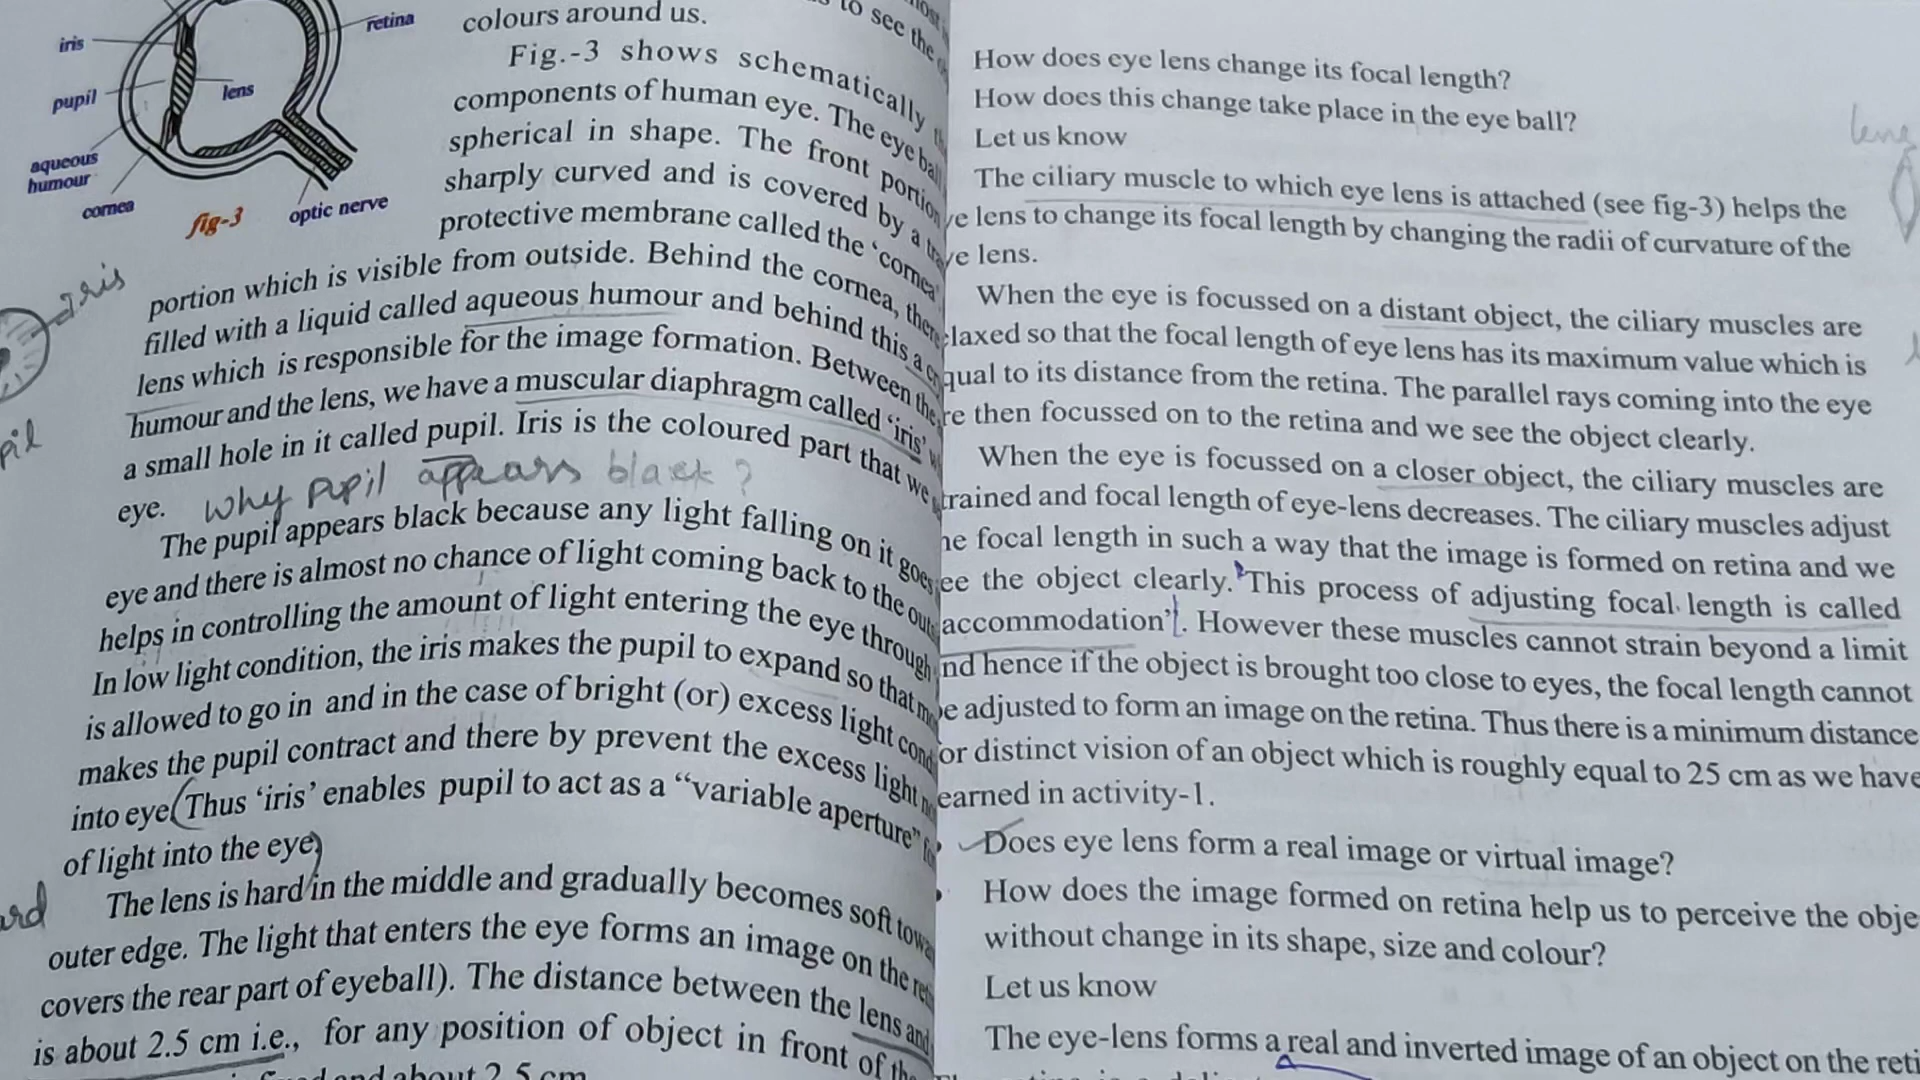 iris
pupil
aqueous
humour
cornea
lens
retina
optic nerve
fig-3
colours around us.
Fig.-3 shows schematically
components of human eye. The eye ball
spherical in shape. The front portion
sharply curved and is covered by a
protective membrane called the 'cornea'
portion which is visible from outside. Behind the cornea, there
filled with a liquid called aqueous humour and behind this a
lens which is responsible for the image formation. Between the
humour and the lens, we have a muscular diaphragm called 'iris'
a small hole in it called pupil. Iris is the coloured part that we
eye.
why pupil appears black ?
The pupil appears black because any light falling on it goes
eye and there is almost no chance of light coming back to the
helps in controlling the amount of light entering the eye through
In low light condition, the iris makes the pupil to expand so that
is allowed to go in and in the case of bright (or) excess light
makes the pupil contract and there by prevent the excess light
into eye. Thus 'iris' enables pupil to act as a "variable aperture"
of light into the eye.
The lens is hard in the middle and gradually becomes soft
outer edge. The light that enters the eye forms an image on the
covers the rear part of eyeball). The distance between the lens and
is about 2.5 cm i.e., for any position of object in front of the
and about 2.5 cm
iris
to see the
How does eye lens change its focal length?
How does this change take place in the eye ball?
Let us know
The ciliary muscle to which eye lens is attached (see fig-3) helps the
lens to change its focal length by changing the radii of curvature of the
lens.
When the eye is focussed on a distant object, the ciliary muscles are
laxed so that the focal length of eye lens has its maximum value which is
qual to its distance from the retina. The parallel rays coming into the eye
re then focussed on to the retina and we see the object clearly.
When the eye is focussed on a closer object, the ciliary muscles are
trained and focal length of eye-lens decreases. The ciliary muscles adjust
he focal length in such a way that the image is formed on retina and we
ee the object clearly. This process of adjusting focal length is called
accommodation'. However these muscles cannot strain beyond a limit
nd hence if the object is brought too close to eyes, the focal length cannot
e adjusted to form an image on the retina. Thus there is a minimum distance
or distinct vision of an object which is roughly equal to 25 cm as we have
earned in activity-1.
Does eye lens form a real image or virtual image?
How does the image formed on retina help us to perceive the obje
without change in its shape, size and colour?
Let us know
The eye-lens forms a real and inverted image of an object on the reti
lens